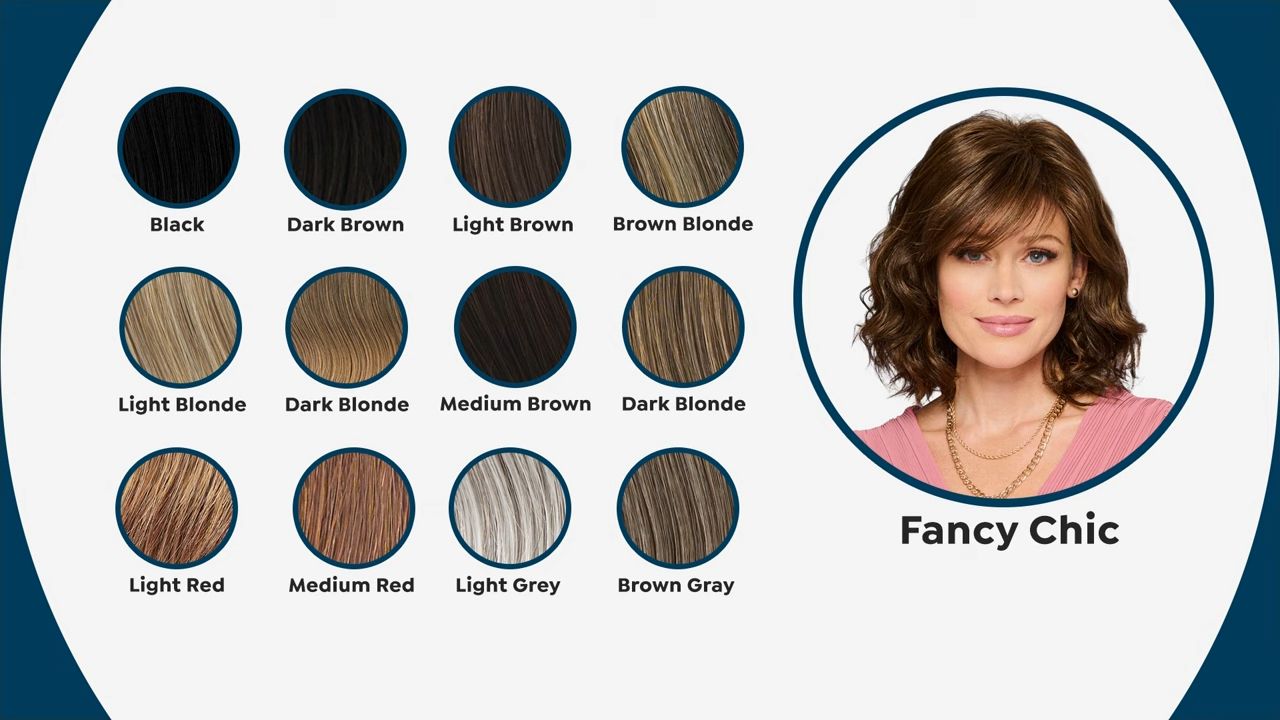 Black
Dark Brown
Light Brown
Brown Blonde
Light Blonde
Dark Blonde
Medium Brown
Dark Blonde
Light Red
Medium Red
Light Grey
Brown Gray
Fancy Chic